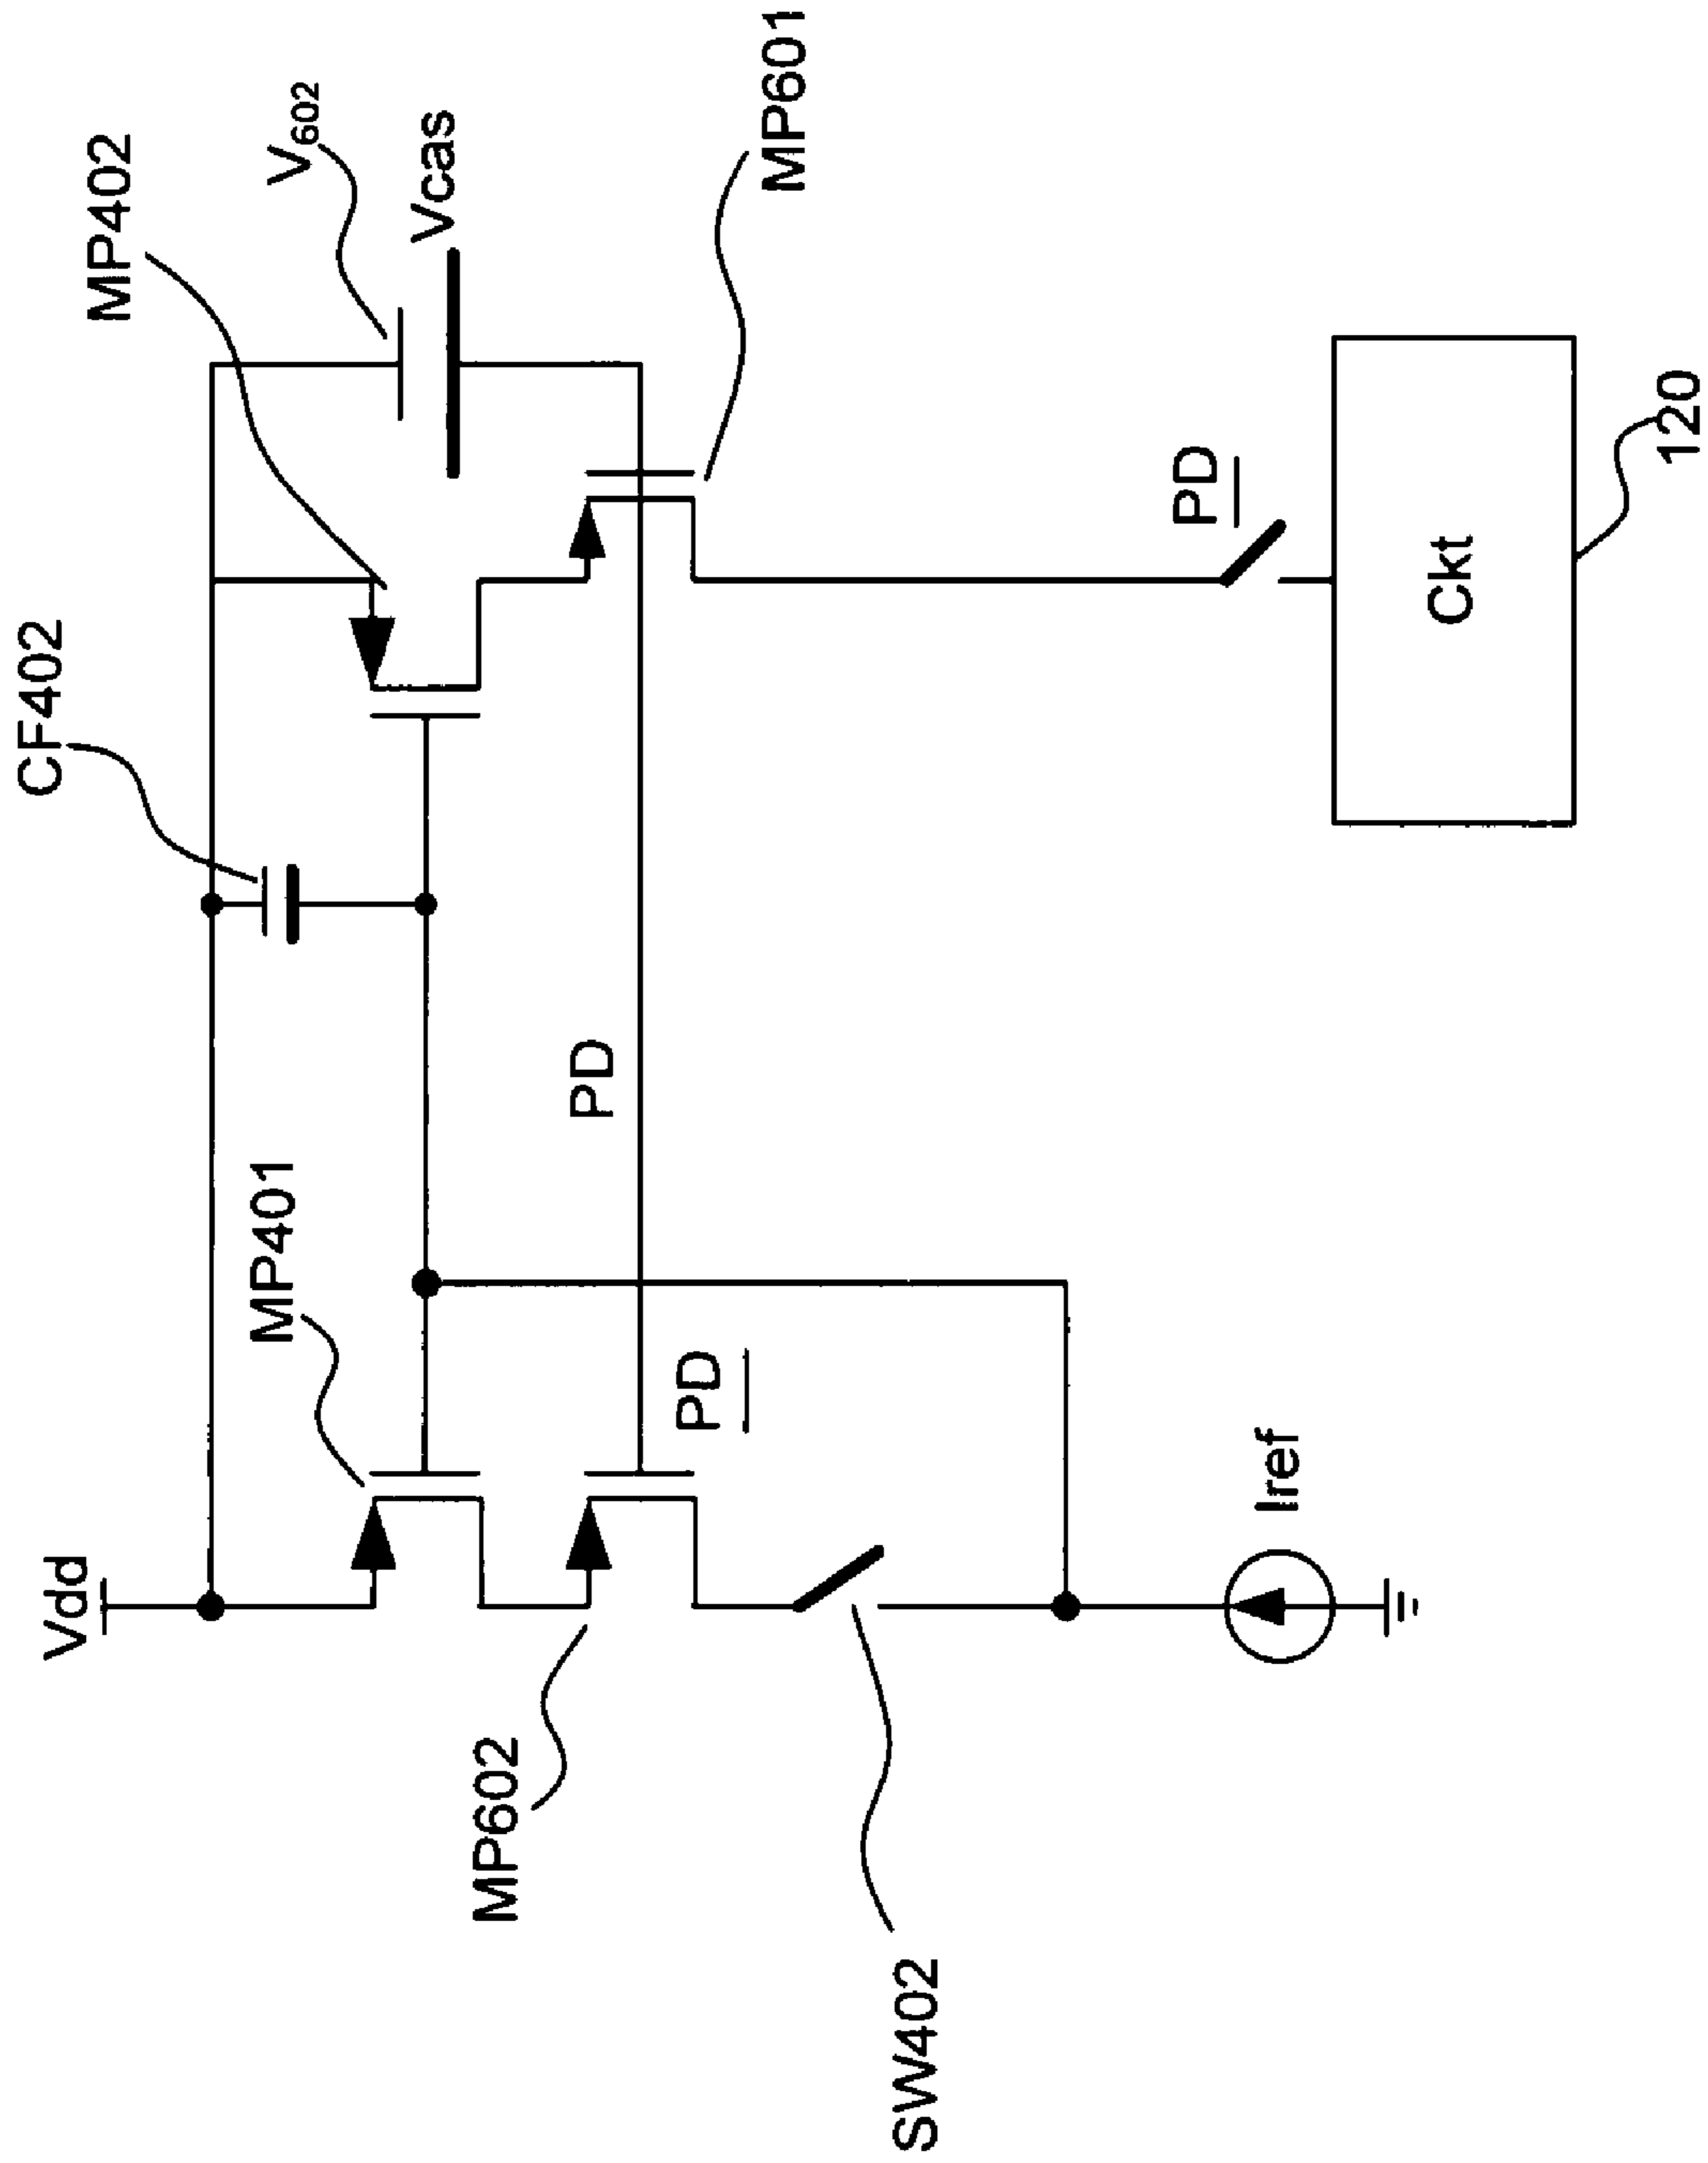 Vdd
CF402
MP402
MP401
V₆₀₂
Vcas
MP602
PD
PD
MP601
SW402
PD
Iref
Ckt
120